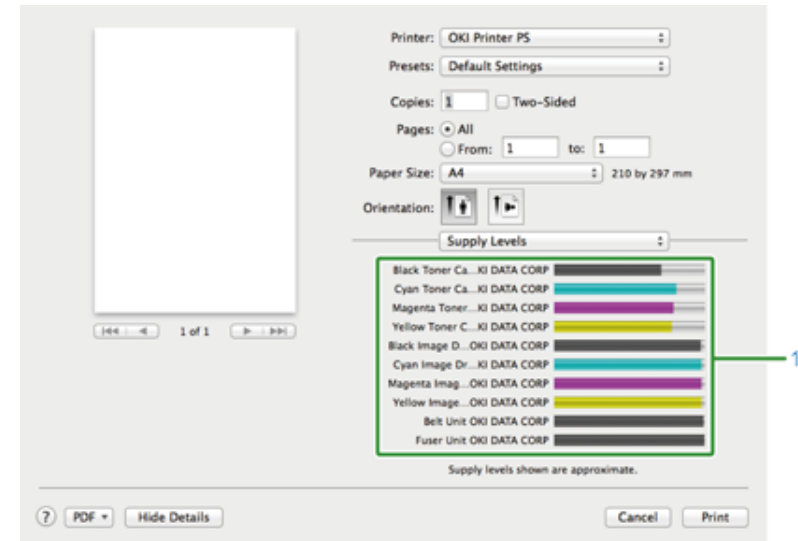 Printer: OKI Printer PS
Presets: Default Settings
Copies: 1 Two-Sided
Pages: All
From: 1 to: 1
Paper Size: A4 210 by 297 mm
Orientation:
Supply Levels
Black Toner Ca...KI DATA CORP
Cyan Toner Ca...KI DATA CORP
Magenta Toner...KI DATA CORP
Yellow Toner C...KI DATA CORP
Black Image D...OKI DATA CORP
Cyan Image Dr...KI DATA CORP
Magenta Imag...OKI DATA CORP
Yellow Image...OKI DATA CORP
Belt Unit OKI DATA CORP
Fuser Unit OKI DATA CORP
1
Supply levels shown are approximate.
1 of 1
? PDF Hide Details Cancel Print